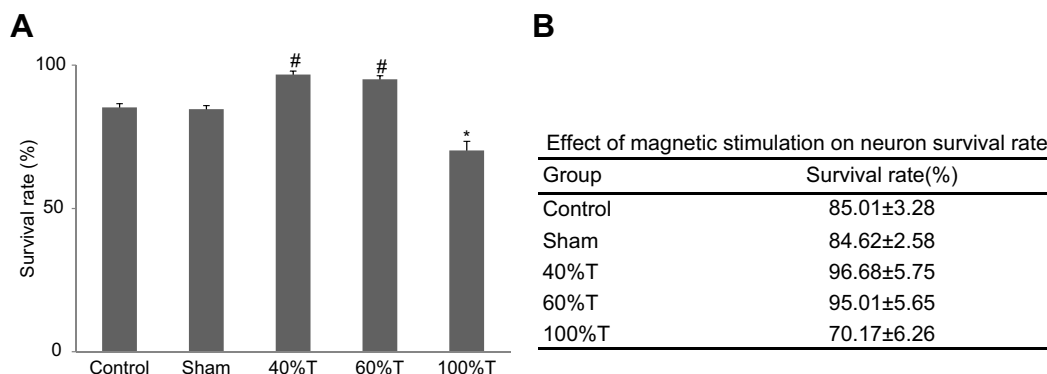 A
Survival rate (%)
100
50
0
# # *
Control Sham 40%T 60%T 100%T
B
Effect of magnetic stimulation on neuron survival rate
Group Survival rate(%)
Control 85.01±3.28
Sham 84.62±2.58
40%T 96.68±5.75
60%T 95.01±5.65
100%T 70.17±6.26